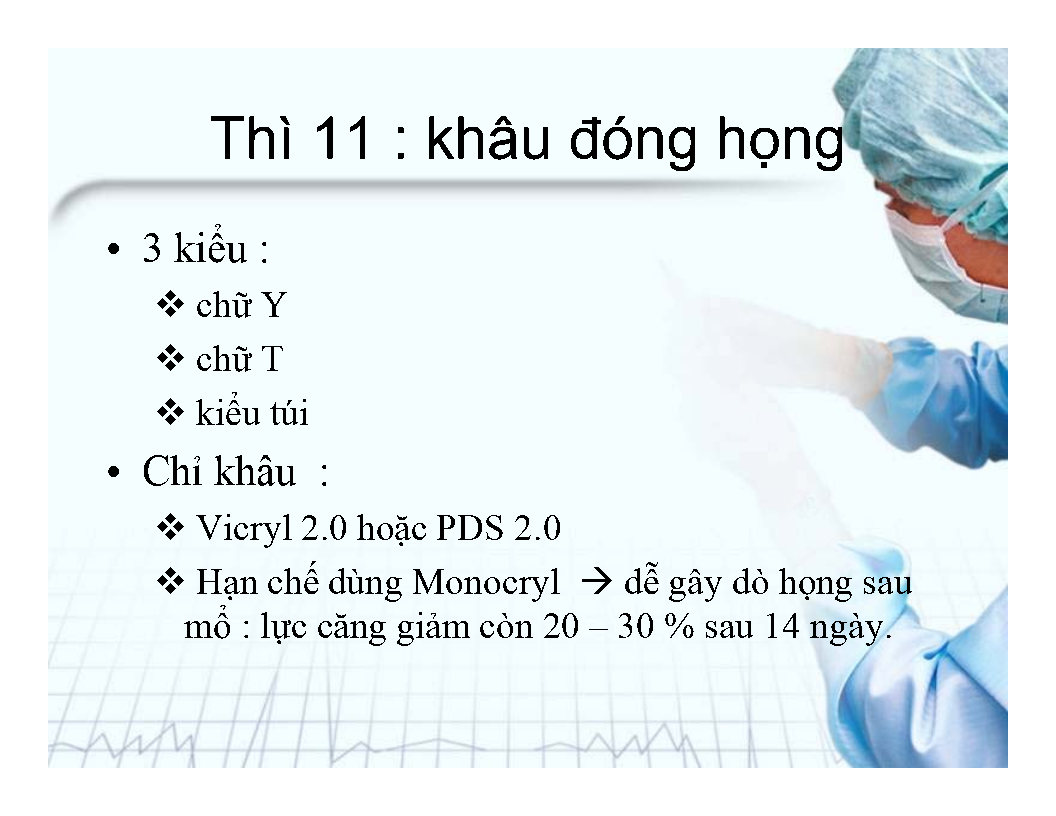 Thì 11 : khâu đóng họng
• 3 kiểu :
❖ chữ Y
❖ chữ T
❖ kiểu túi
• Chỉ khâu :
❖ Vicryl 2.0 hoặc PDS 2.0
❖ Hạn chế dùng Monocryl → dễ gây dò họng sau
mổ : lực căng giảm còn 20 – 30 % sau 14 ngày.